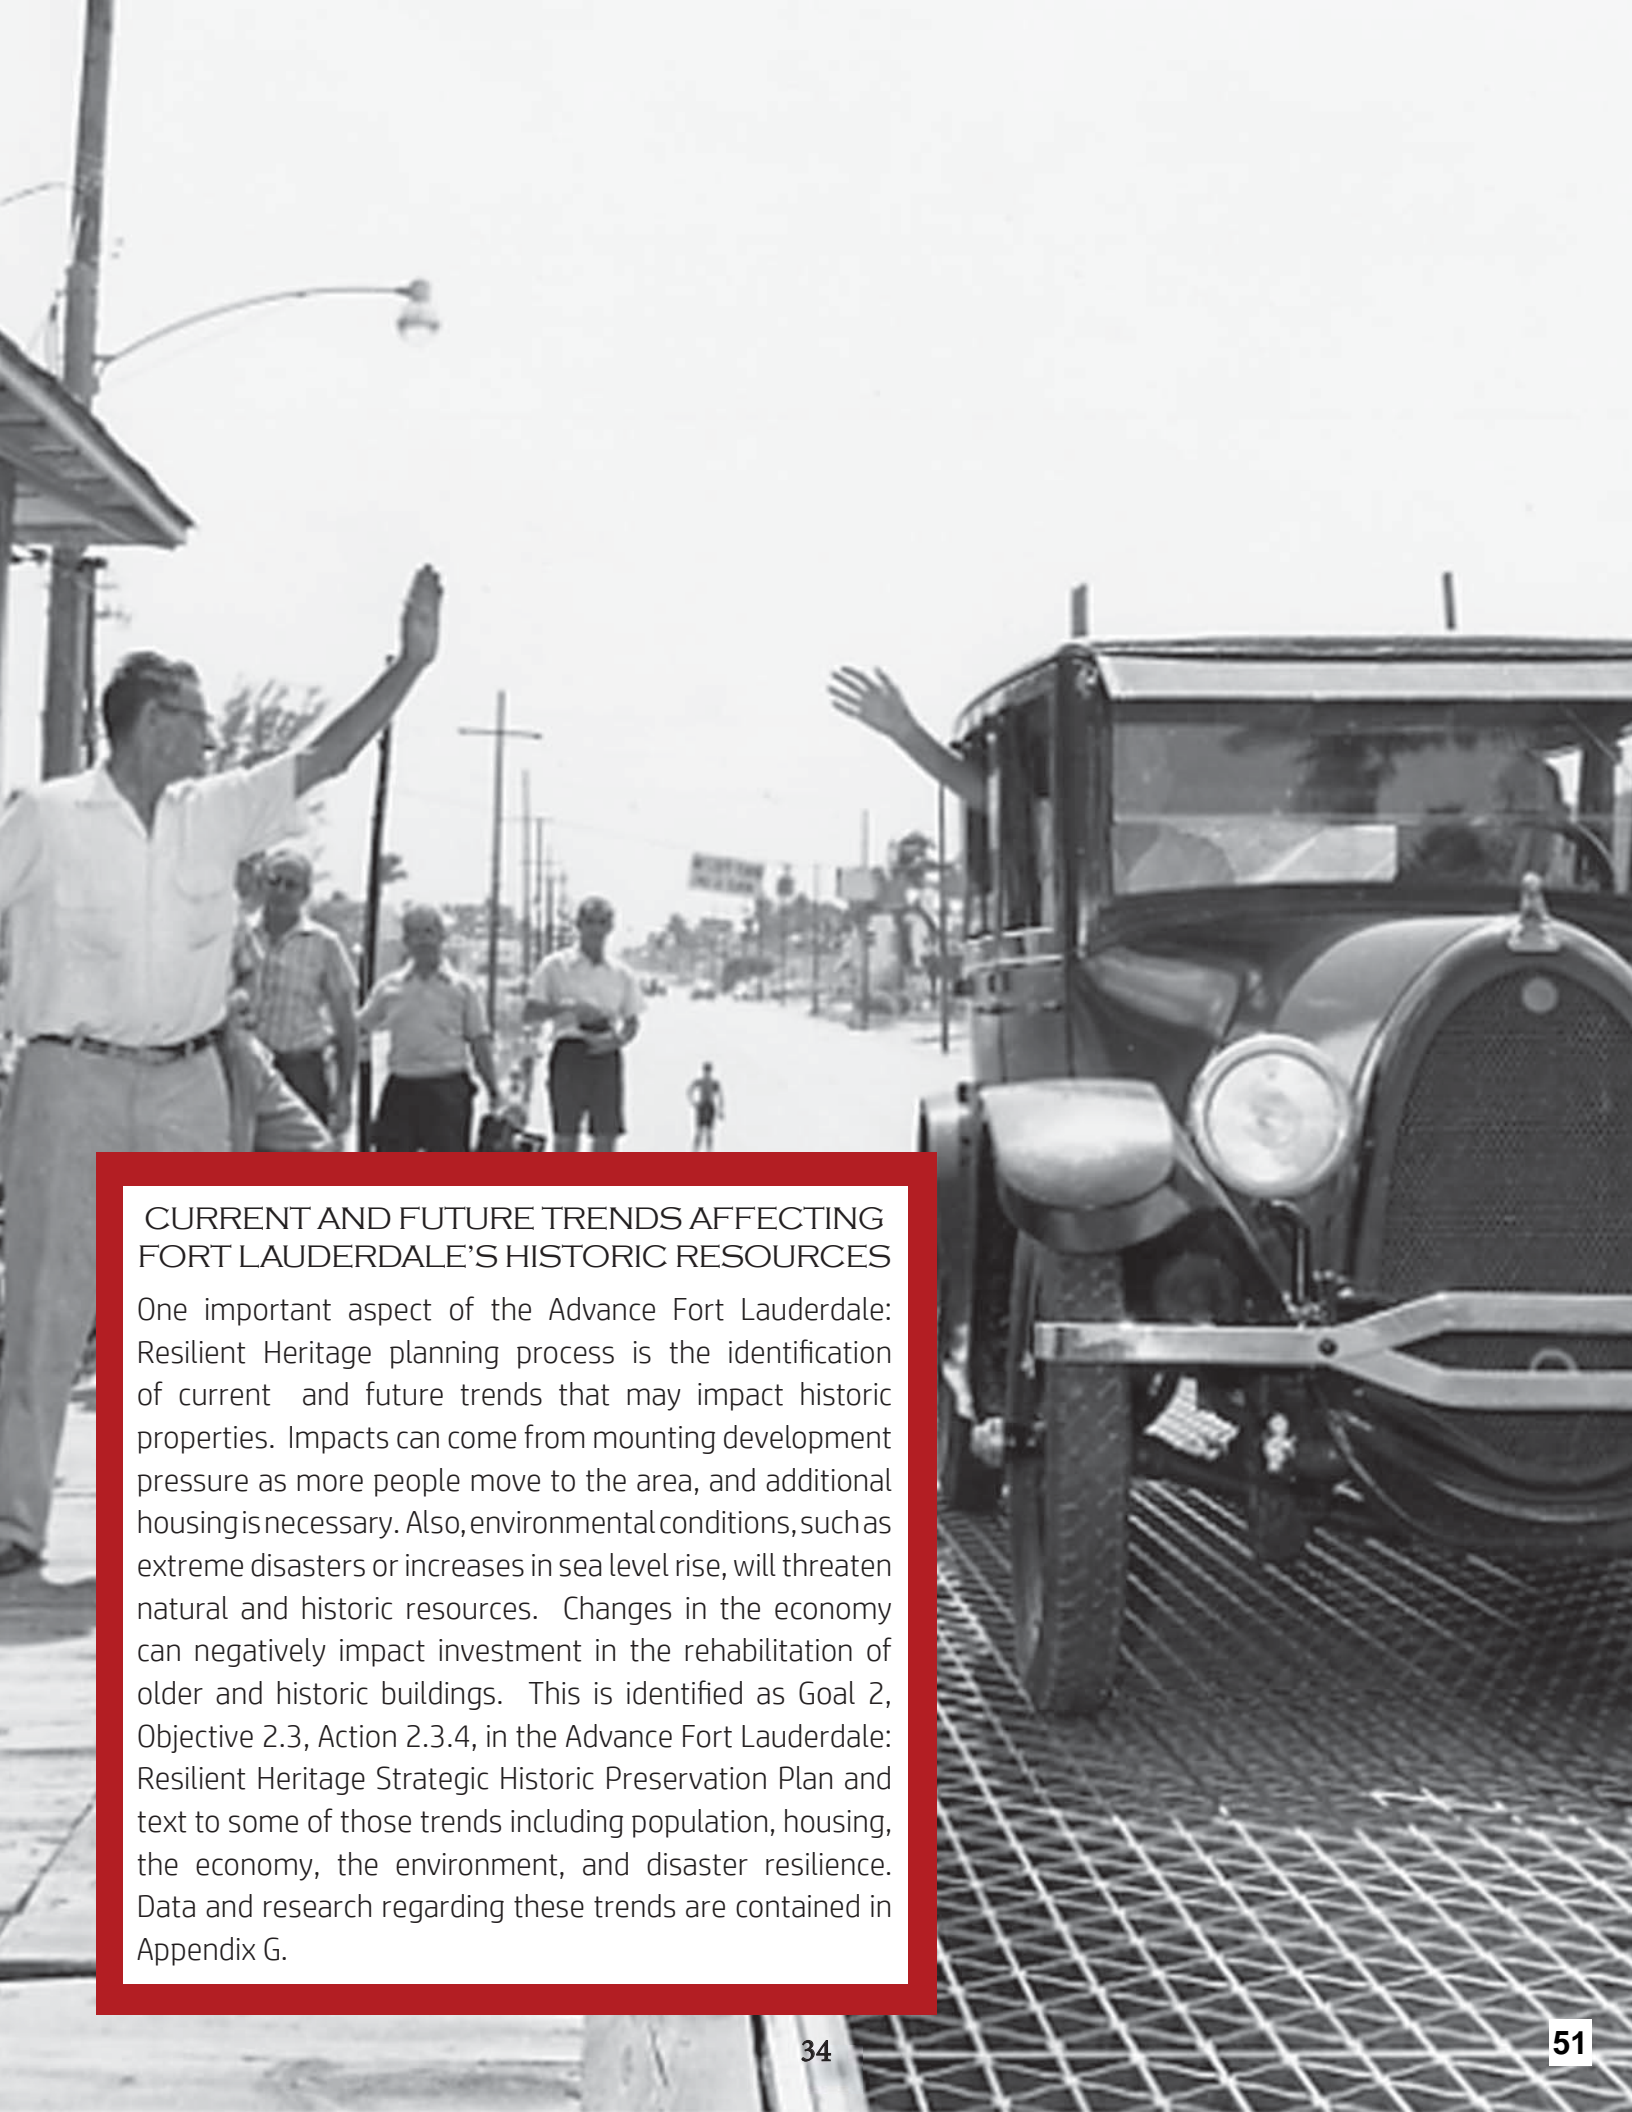 CURRENT AND FUTURE TRENDS AFFECTING
FORT LAUDERDALE’S HISTORIC RESOURCES
One important aspect of the Advance Fort Lauderdale:
Resilient Heritage planning process is the identification
of current and future trends that may impact historic
properties. Impacts can come from mounting development
pressure as more people move to the area, and additional
housing is necessary. Also, environmental conditions, such as
extreme disasters or increases in sea level rise, will threaten
natural and historic resources. Changes in the economy
can negatively impact investment in the rehabilitation of
older and historic buildings. This is identified as Goal 2,
Objective 2.3, Action 2.3.4, in the Advance Fort Lauderdale:
Resilient Heritage Strategic Historic Preservation Plan and
text to some of those trends including population, housing,
the economy, the environment, and disaster resilience.
Data and research regarding these trends are contained in
Appendix G.
34
51